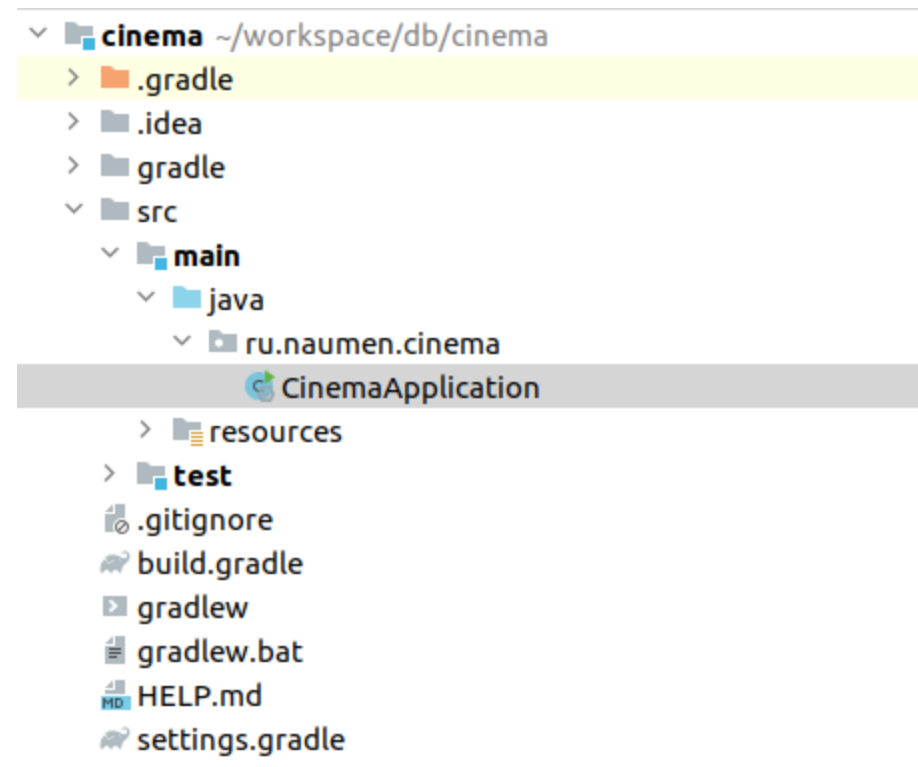 cinema ~/workspace/db/cinema
.gradle
.idea
gradle
src
main
java
ru.naumen.cinema
CinemaApplication
resources
test
.gitignore
build.gradle
gradlew
gradlew.bat
MD HELP.md
settings.gradle